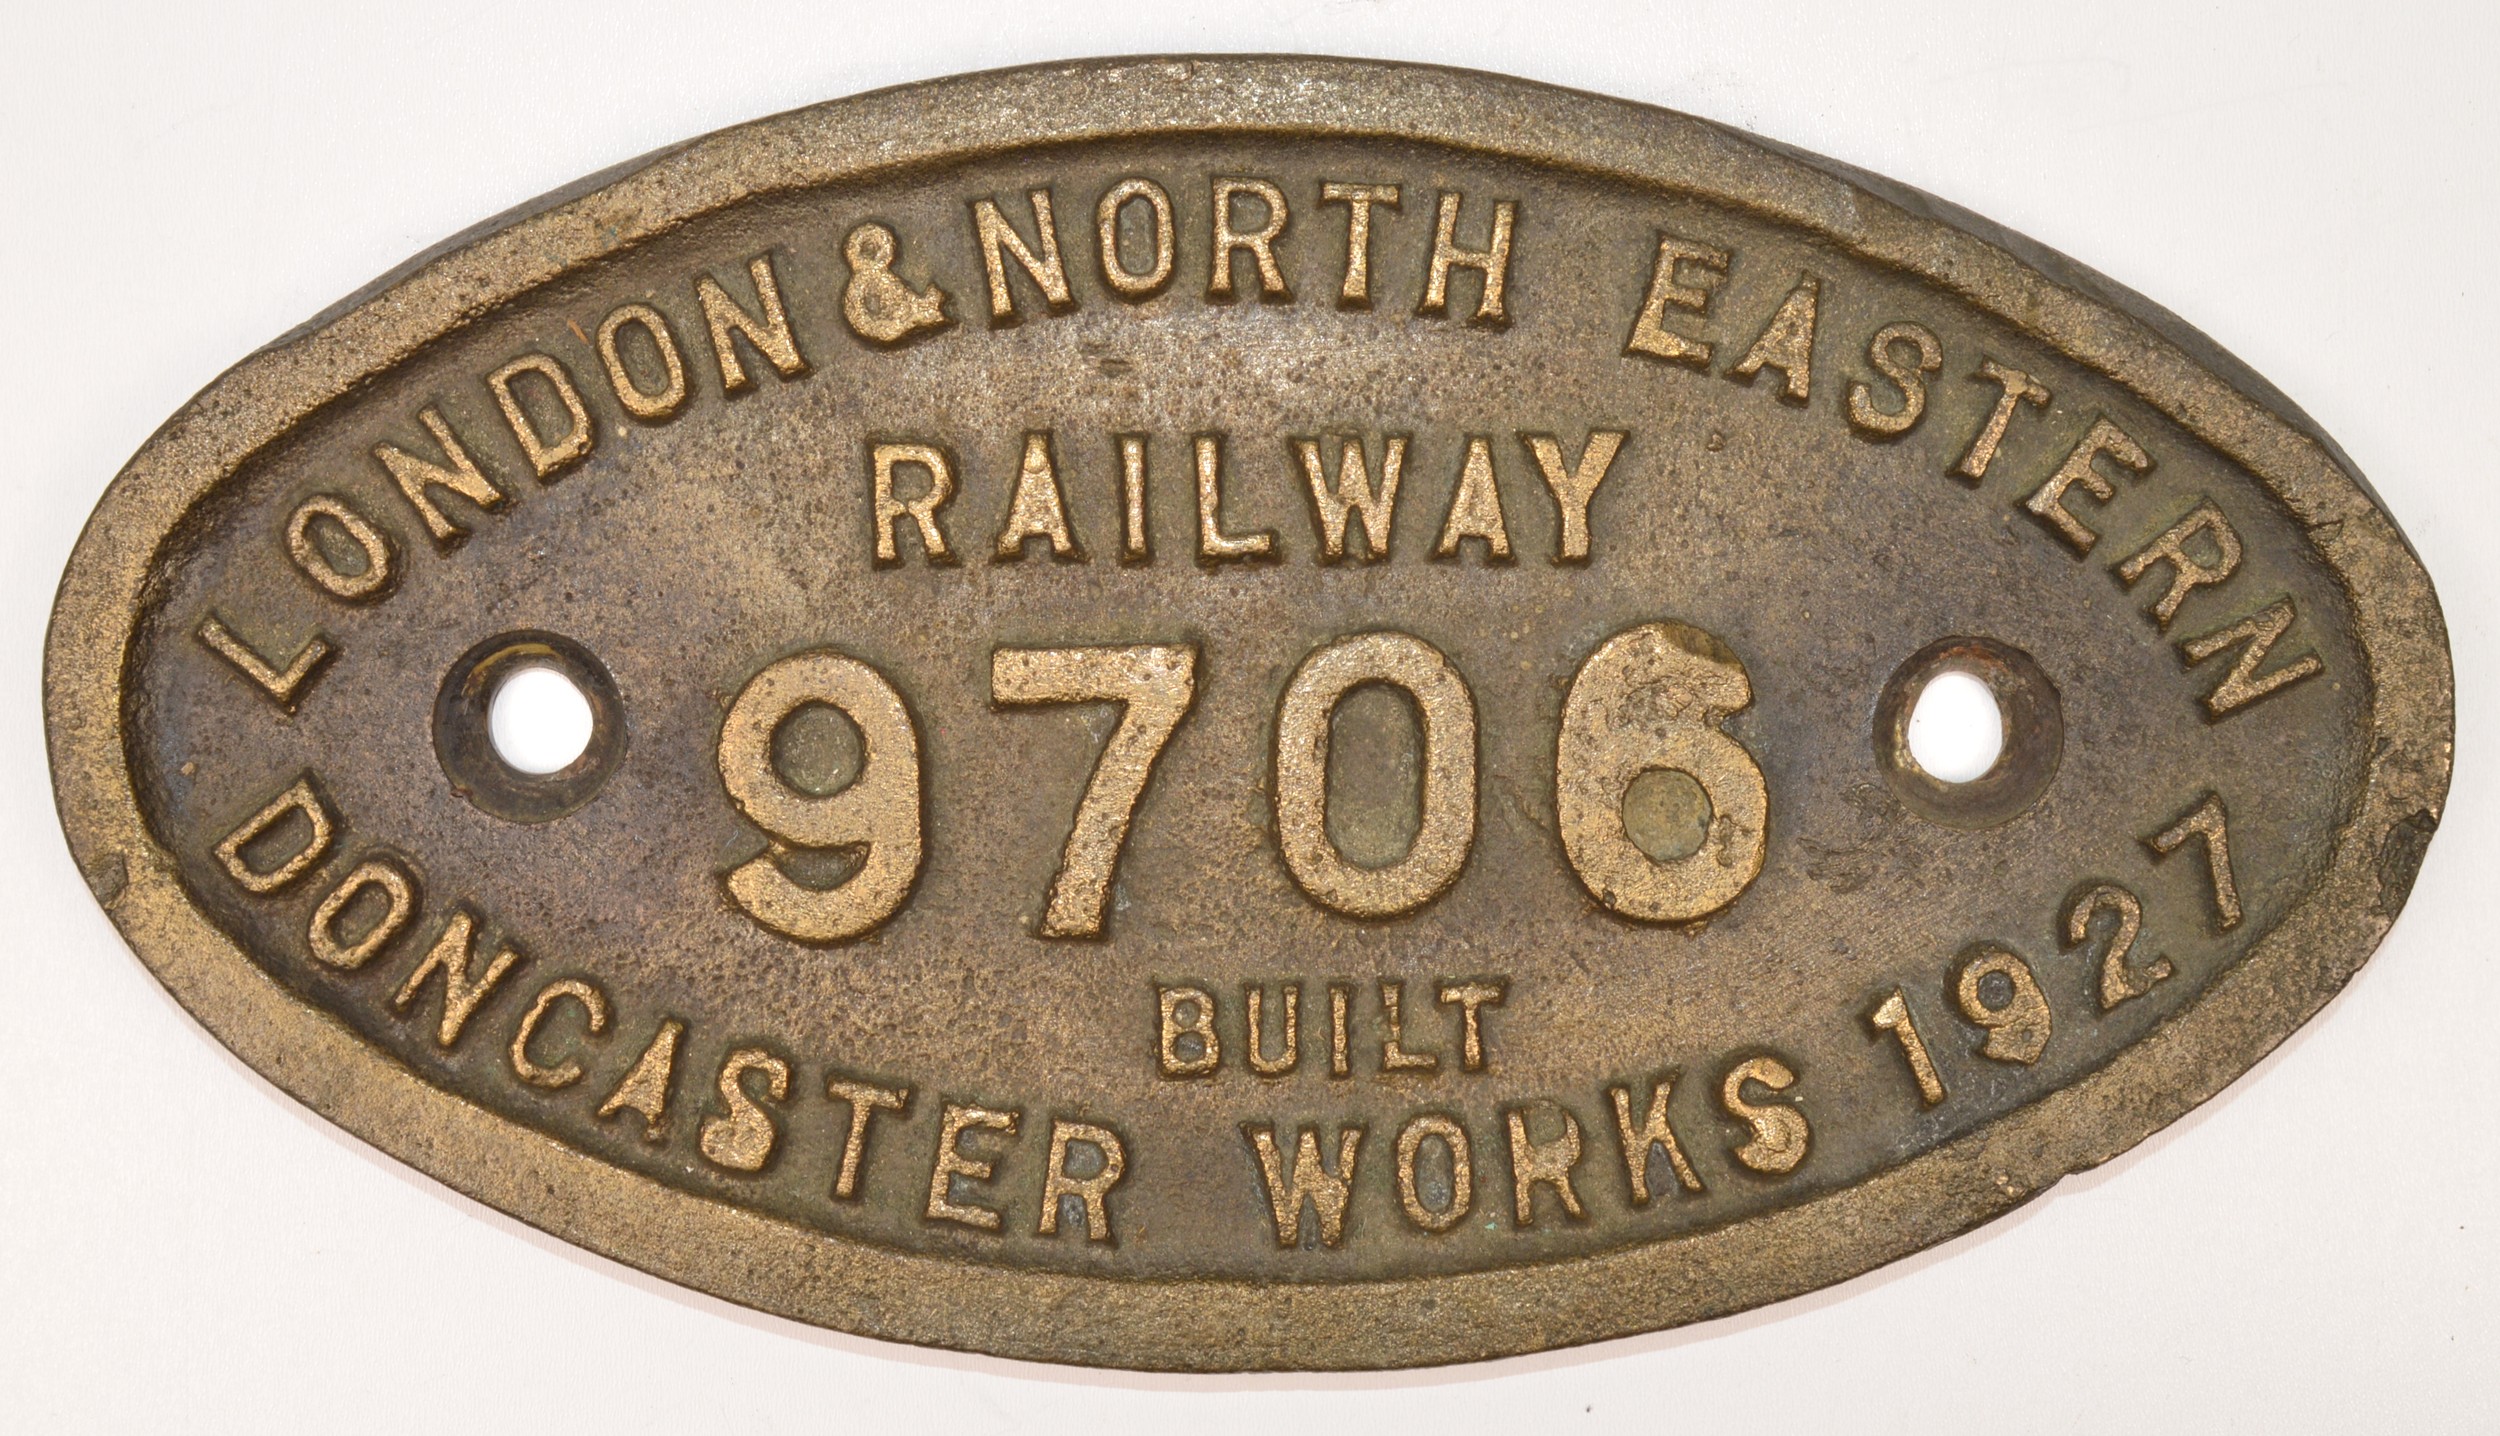 LONDON & NORTH EASTERN
RAILWAY
9706
BUILT
DONCASTER WORKS 1927